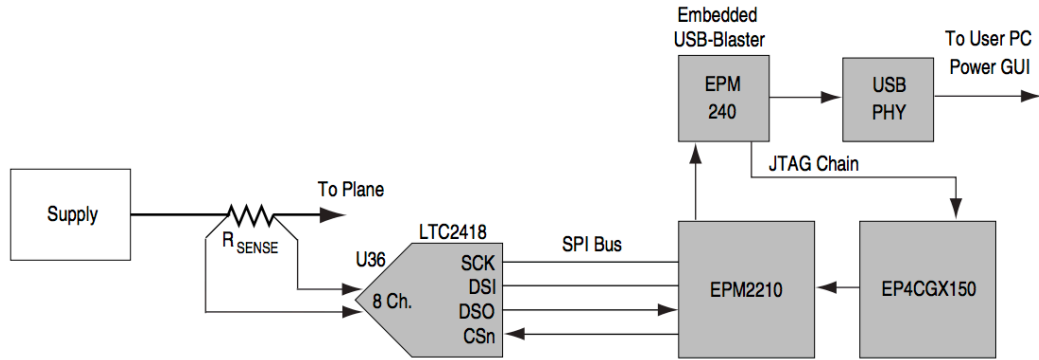 Embedded
USB-Blaster
To User PC
Power GUI
EPM
240
USB
PHY
JTAG Chain
Supply
To Plane
R SENSE
LTC2418
U36
8 Ch.
SCK
DSI
DSO
CSn
SPI Bus
EPM2210
EP4CGX150